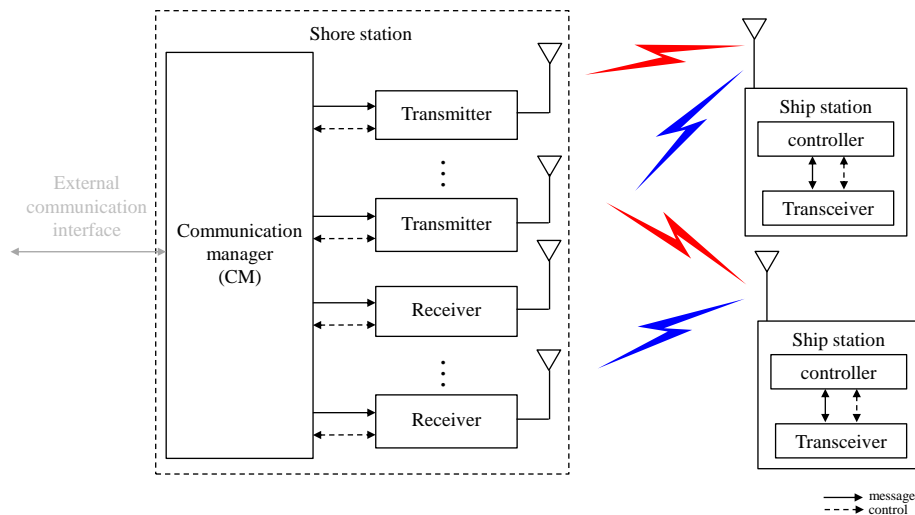 Shore station
Transmitter
Transmitter
Receiver
Receiver
Communication
manager
(CM)
External
communication
interface
Ship station
controller
Transceiver
Ship station
controller
Transceiver
message
control